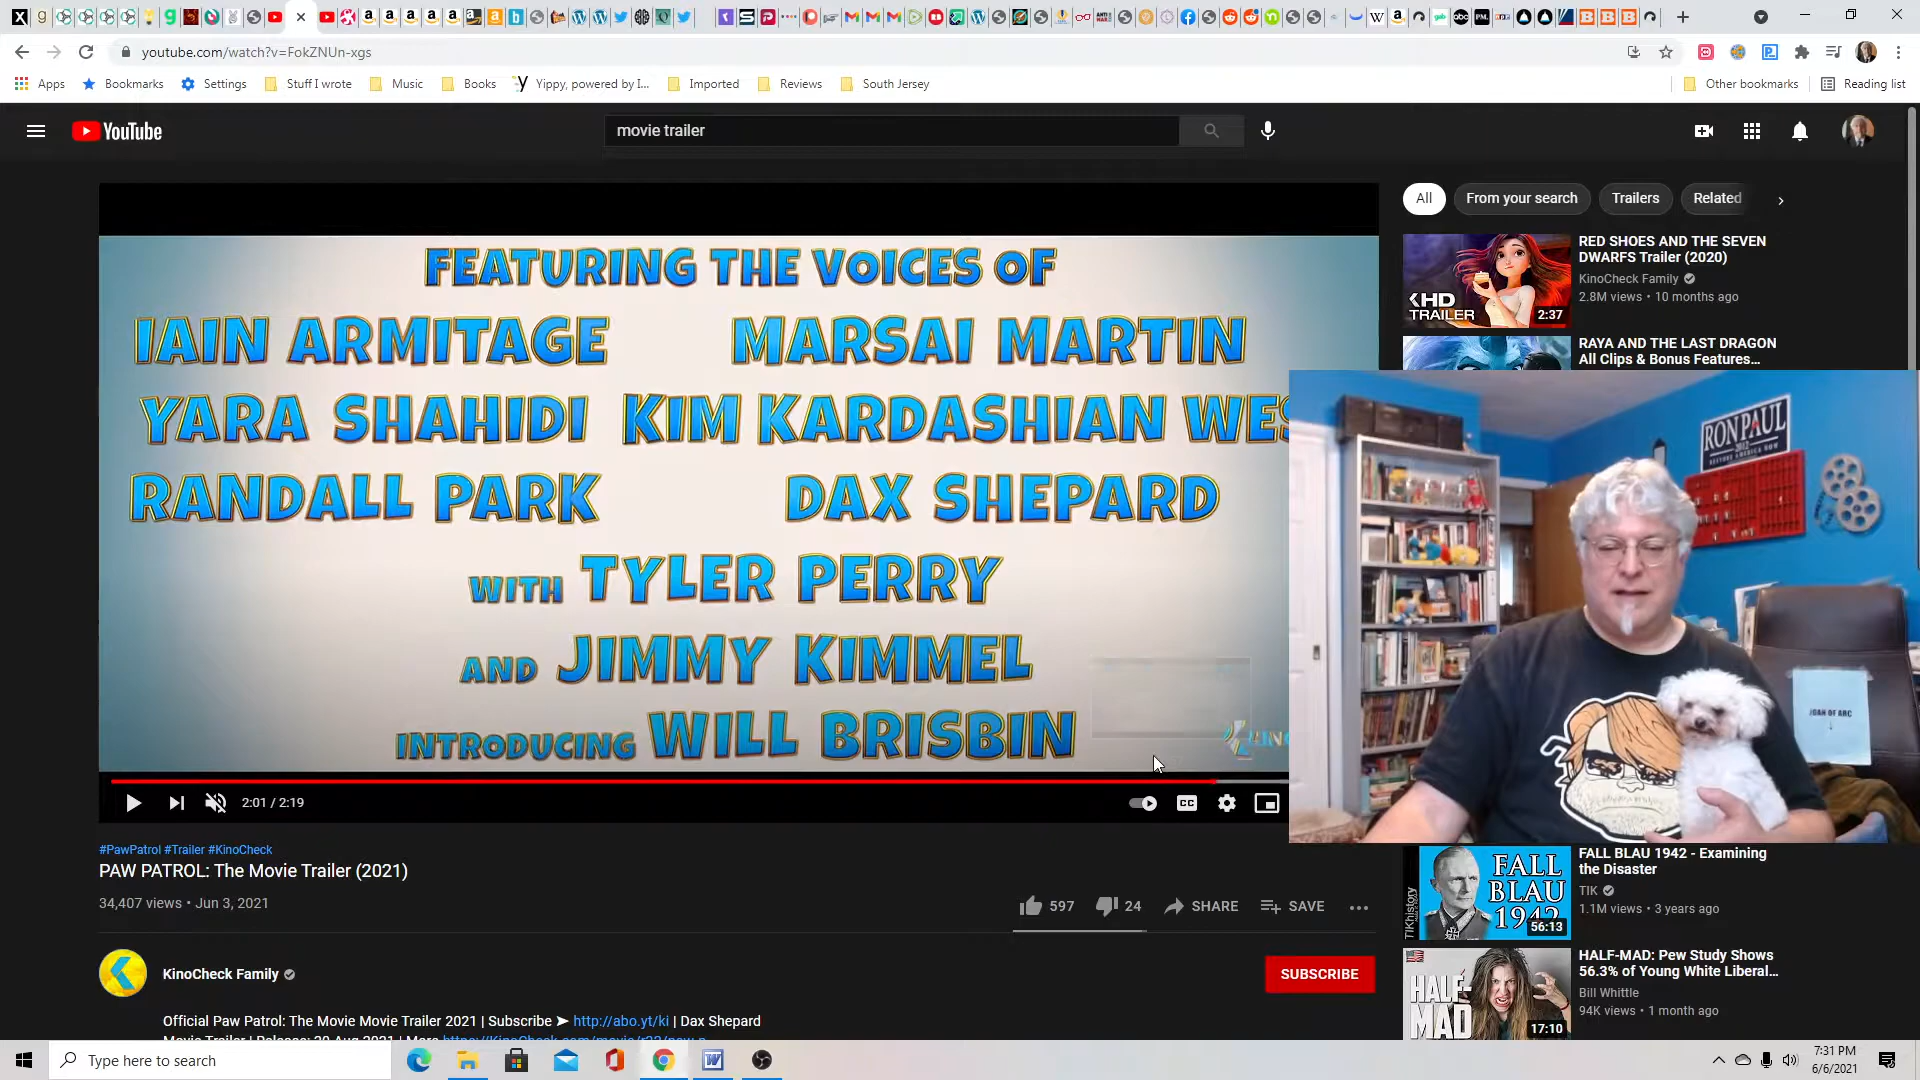 youtube.com/watch?v=FokZNUn-xgs
Apps
Bookmarks
Settings
Stuff I wrote
Music
Books
Yippy, powered by I...
Imported
Reviews
South Jersey
Other bookmarks
Reading list
YouTube
movie trailer
FEATURING THE VOICES OF
IAIN ARMITAGE MARSAI MARTIN
YARA SHAHIDI KIM KARDASHIAN WES
RANDALL PARK DAX SHEPARD
WITH TYLER PERRY
AND JIMMY KIMMEL
INTRODUCING WILL BRISBIN
2:01 / 2:19
CC
#PawPatrol #Trailer #KinoCheck
PAW PATROL: The Movie Trailer (2021)
34,407 views • Jun 3, 2021
597
24
SHARE
SAVE
KinoCheck Family
SUBSCRIBE
Official Paw Patrol: The Movie Movie Trailer 2021 | Subscribe ➤ http://abo.yt/ki | Dax Shepard
All
From your search
Trailers
Related
HD
TRAILER
2:37
RED SHOES AND THE SEVEN
DWARFS Trailer (2020)
KinoCheck Family
2.8M views • 10 months ago
RAYA AND THE LAST DRAGON
All Clips & Bonus Features...
RON PAUL
2012
RESTORE AMERICA NOW
JOAN OF ARC
TIKhistory
FALL
BLAU
1942
56:13
FALL BLAU 1942 - Examining
the Disaster
TIK
1.1M views • 3 years ago
HALF-
MAD
17:10
HALF-MAD: Pew Study Shows
56.3% of Young White Liberal...
Bill Whittle
94K views • 1 month ago
Type here to search
7:31 PM
6/6/2021